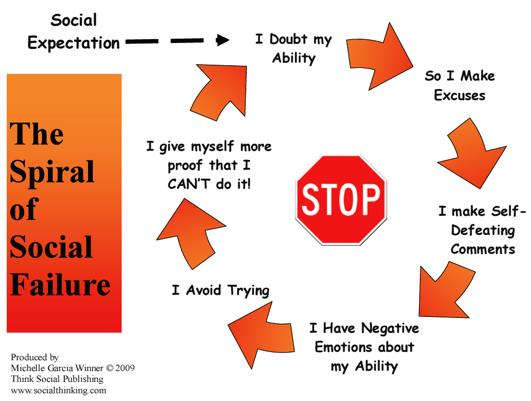 Social
Expectation
I Doubt my
Ability
So I Make
Excuses
I make Self-
Defeating
Comments
I Have Negative
Emotions about
my Ability
I Avoid Trying
I give myself more
proof that I
CAN'T do it!
STOP
The
Spiral
of
Social
Failure
Produced by
Michelle Garcia Winner © 2009
Think Social Publishing
www.socialthinking.com